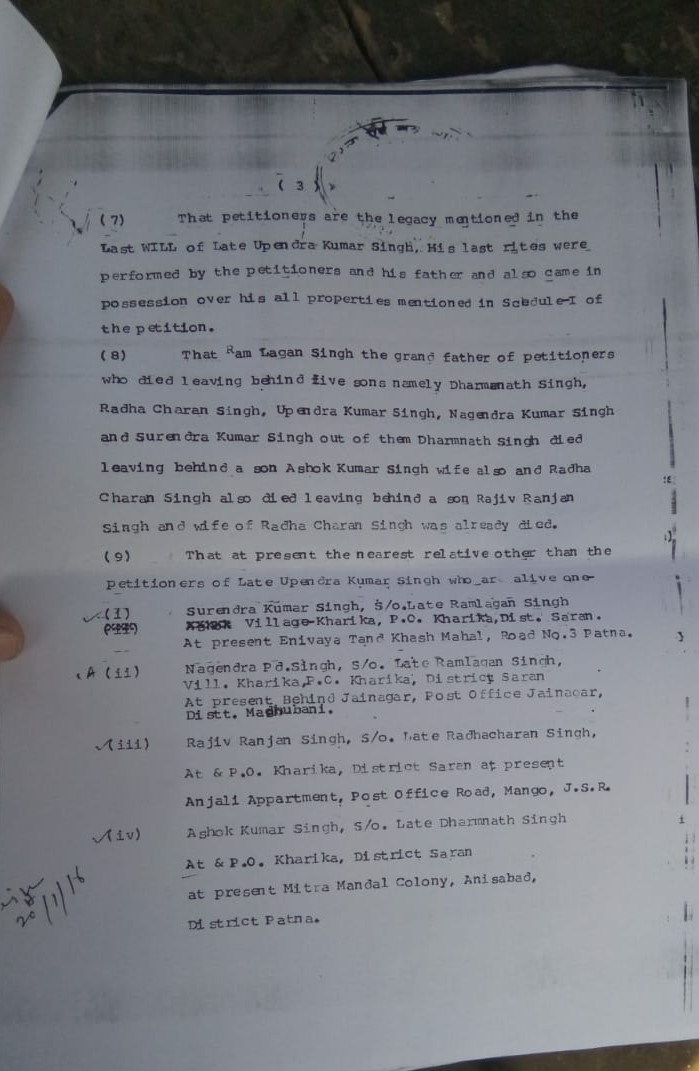 ( 3 )
(7) That petitioners are the legacy mentioned in the
Last WILL of Late Upendra Kumar Singh, His last rites were
performed by the petitioners and his father and also came in
possession over his all properties mentioned in Schdule-I of
the petition.
(8) That Ram Lagan Singh the grand father of petitioners
who died leaving behind five sons namely Dharmanath Singh,
Radha Charan Singh, Upendra Kumar Singh, Nagendra Kumar Singh
and Surendra Kumar Singh out of them Dharmnath Singh died
leaving behind a son Ashok Kumar Singh wife also and Radha
Charan Singh also died leaving behind a son Rajiv Ranjan
Singh and wife of Radha Charan Singh was already died.
(9) That at present the nearest relative other than the
petitioners of Late Upendra Kumar Singh who ar alive one-
(i) Surendra Kumar Singh, S/o.Late Ramlagan Singh
Village-Kharika, P.O. Kharika,Dist. Saran.
At present Enivaya Tand Khash Mahal, Road No.3 Patna.
A (ii) Nagendra Pd.Singh, S/o. Late Ramlagan Singh,
Vill. Kharika,P.O. Kharika, District Saran
At present Behind Jainagar, Post Office Jainagar,
Distt. Madhubani.
(iii) Rajiv Ranjan Singh, S/o. Late Radhacharan Singh,
At & P.O. Kharika, District Saran at present
Anjali Appartment, Post Office Road, Mango, J.S.R.
(iv) Ashok Kumar Singh, S/o. Late Dharmnath Singh
At & P.O. Kharika, District Saran
at present Mitra Mandal Colony, Anisabad,
District Patna.
20/1/16